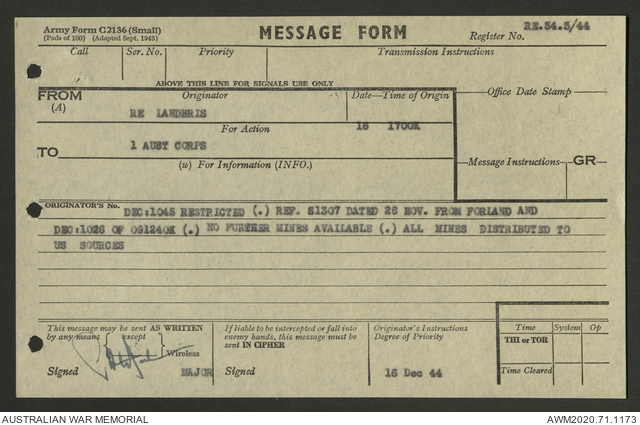 Army Form C2136 (Small)
(Pads of 100) (Adapted Sept. 1943)
MESSAGE FORM
Register No.
RE.54.5/44
Call
Ser. No.
Priority
Transmission Instructions
ABOVE THIS LINE FOR SIGNALS USE ONLY
FROM
(A)
Originator
Date—Time of Origin
Office Date Stamp
RE LANDBRIS
16 1700K
For Action
TO
1 AUST CORPS
(w) For Information (INFO.)
Message Instructions
GR
ORIGINATOR'S No.
DEC:1045 RESTRICTED (.) REF. S1307 DATED 28 NOV. FROM FORLAND AND
DEC:1026 OF 091240K (.) NO FURTHER MINES AVAILABLE (.) ALL MINES DISTRIBUTED TO
US SOURCES
This message may be sent AS WRITTEN
by any means except
Wireless
Signed
MAJOR
If liable to be intercepted or fall into
enemy hands, this message must be
sent IN CIPHER
Signed
Originator's Instructions
Degree of Priority
16 Dec 44
Time
System
Op
THI or TOR
Time Cleared
AUSTRALIAN WAR MEMORIAL
AWM2020.71.1173